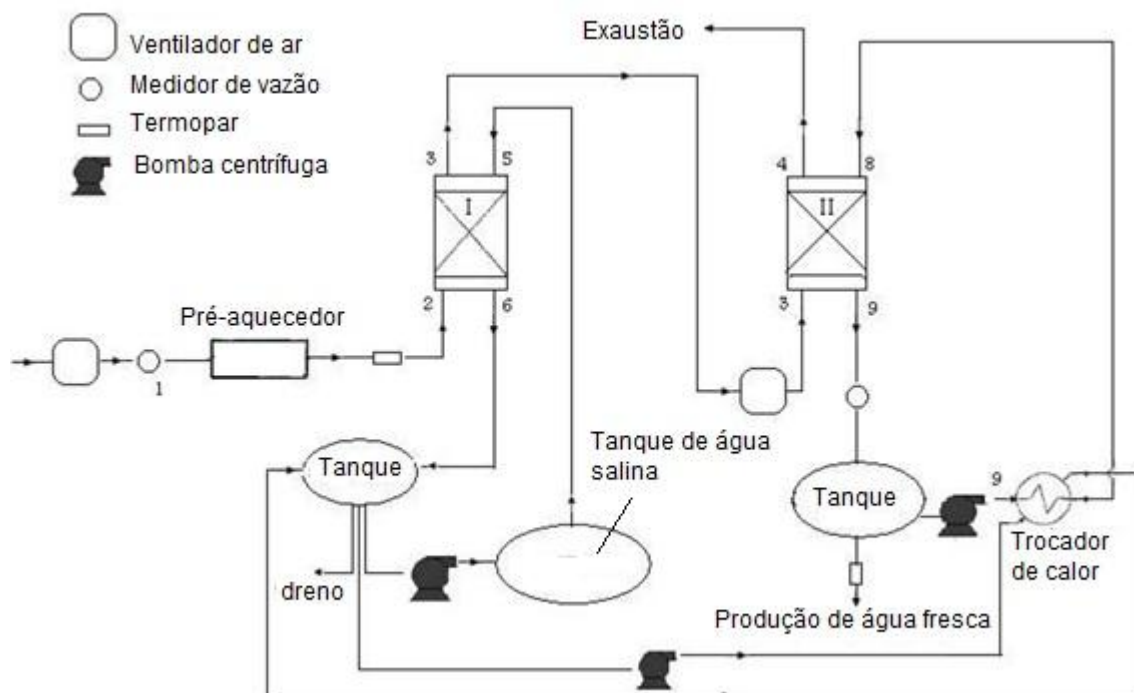 Ventilador de ar
Medidor de vazão
Termopar
Bomba centrífuga
Exaustão
3
5
I
2
6
4
8
II
3
9
Pré-aquecedor
1
Tanque
dreno
Tanque de água
salina
Tanque
9
Trocador
de calor
Produção de água fresca